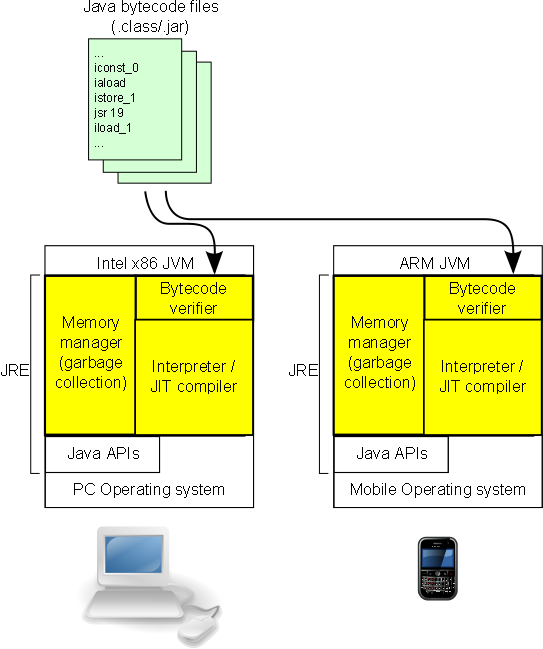 Java bytecode files
(.class/.jar)
...
iconst_0
iaload
istore_1
jsr 19
iload_1
...
Intel x86 JVM
Bytecode
verifier
Memory
manager
(garbage
collection)
Interpreter /
JIT compiler
JRE
Java APIs
PC Operating system
ARM JVM
Bytecode
verifier
Memory
manager
(garbage
collection)
Interpreter /
JIT compiler
JRE
Java APIs
Mobile Operating system